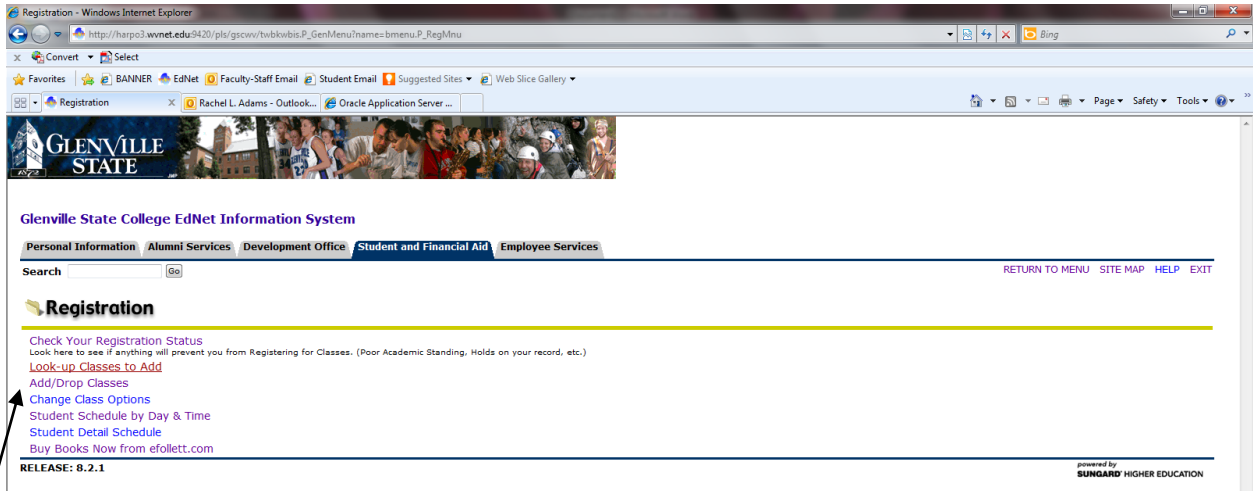 Registration - Windows Internet Explorer
http://harpo3.wvnet.edu:9420/pls/gscwv/twbkwbis.P_GenMenu?name=bmenu.P_RegMnu
Bing
x Convert Select
Favorites BANNER EdNet Faculty-Staff Email Student Email Suggested Sites Web Slice Gallery
Registration x Rachel L. Adams - Outlook... Oracle Application Server ... Page Safety Tools »
GLENVILLE
STATE
1872
Glenville State College EdNet Information System
Personal Information Alumni Services Development Office Student and Financial Aid Employee Services
Search Go RETURN TO MENU SITE MAP HELP EXIT
Registration
Check Your Registration Status
Look here to see if anything will prevent you from Registering for Classes. (Poor Academic Standing, Holds on your record, etc.)
Look-up Classes to Add
Add/Drop Classes
Change Class Options
Student Schedule by Day & Time
Student Detail Schedule
Buy Books Now from efollett.com
RELEASE: 8.2.1
powered by
SUNGARD® HIGHER EDUCATION